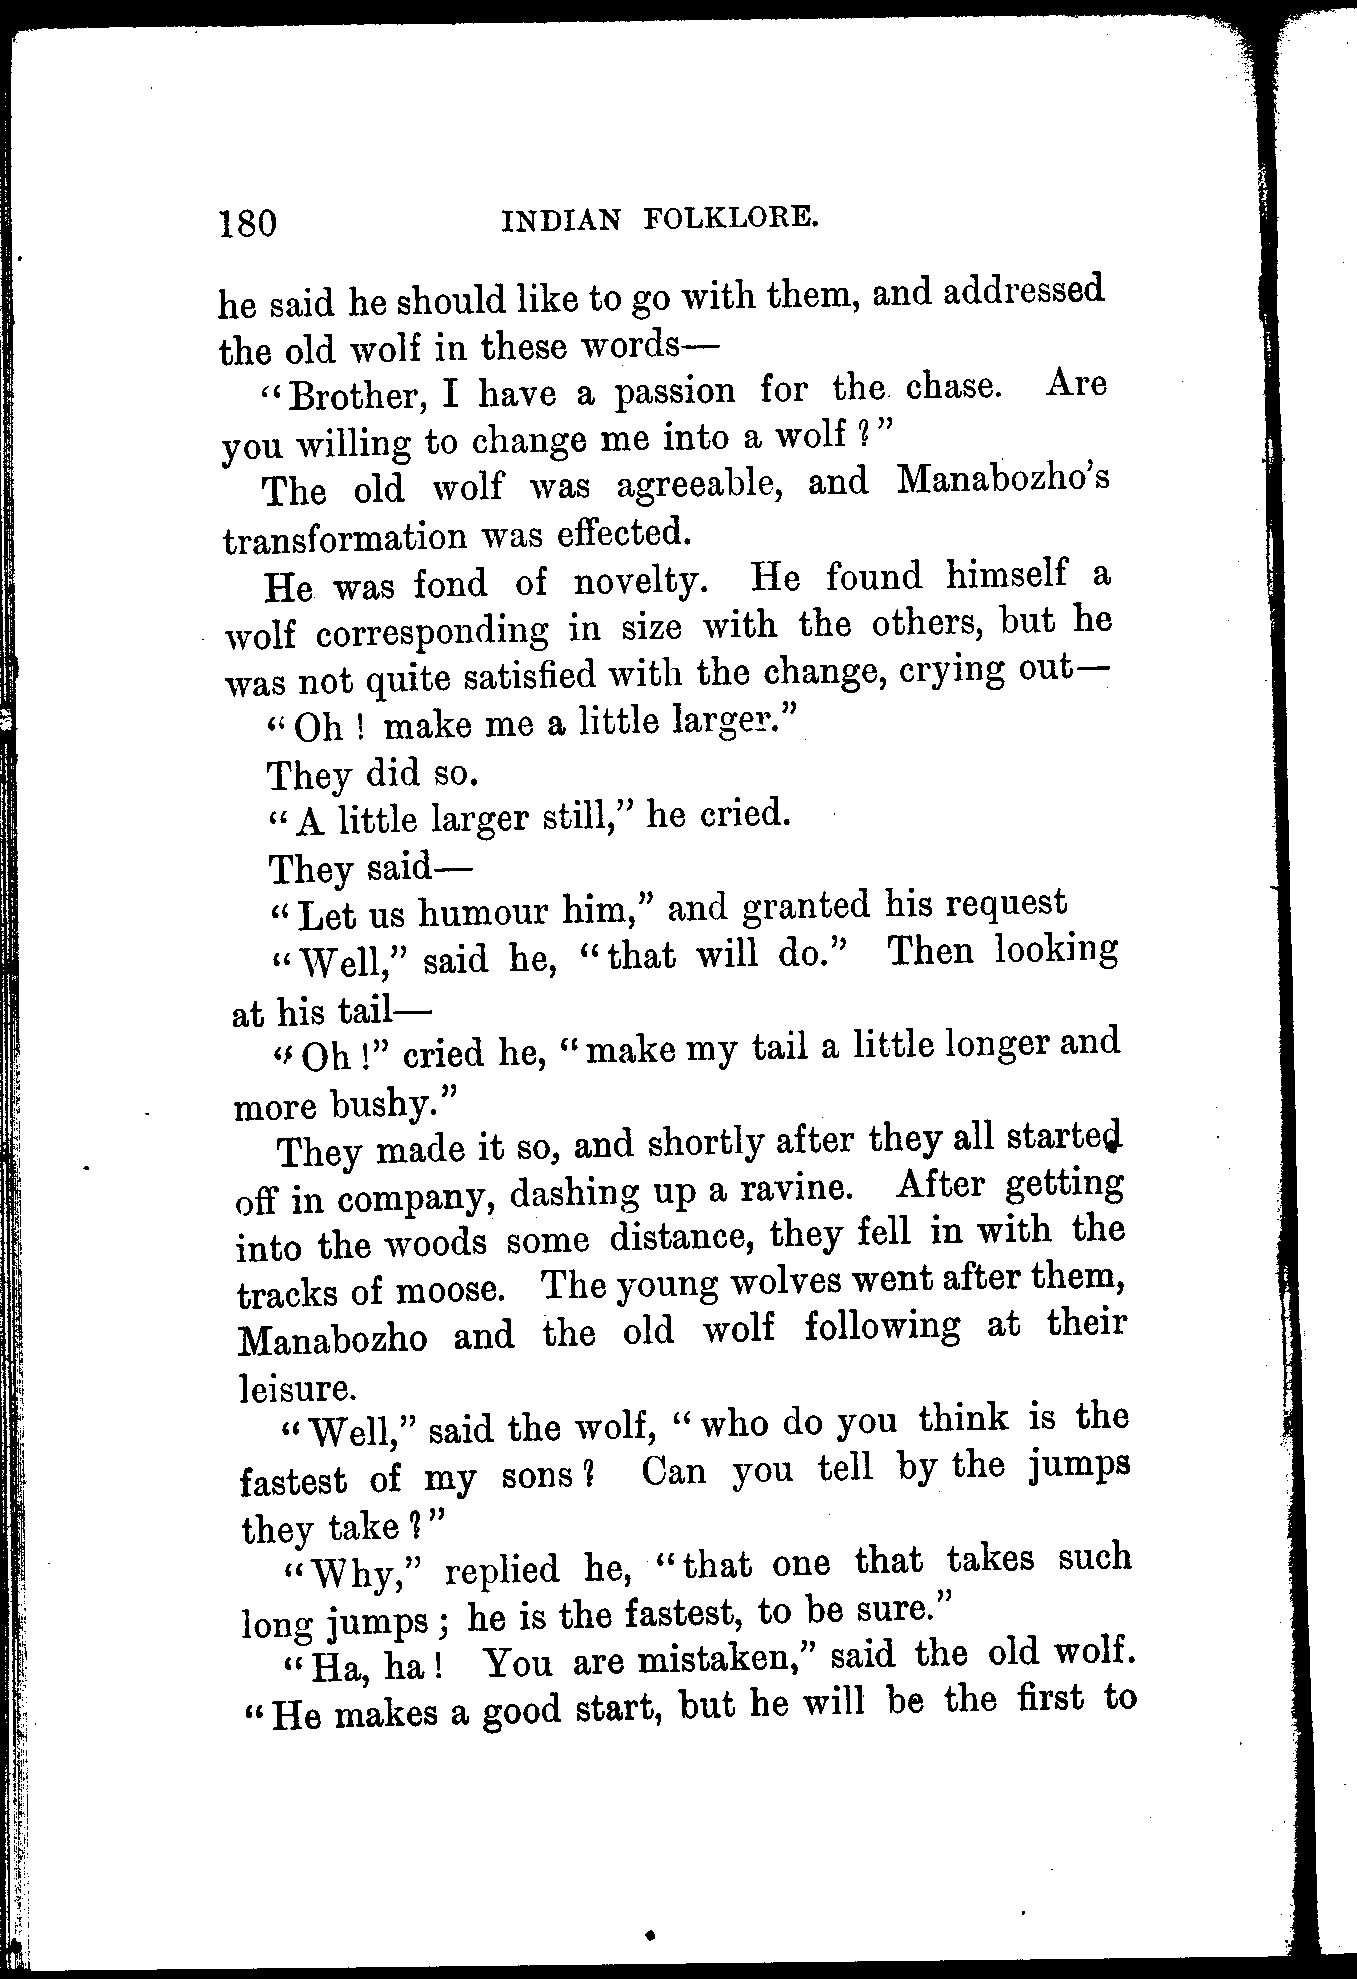 180 INDIAN FOLKLORE.
he said he should like to go with them, and addressed
the old wolf in these words—
"Brother, I have a passion for the chase. Are
you willing to change me into a wolf?"
The old wolf was agreeable, and Manabozho's
transformation was effected.
He was fond of novelty. He found himself a
wolf corresponding in size with the others, but he
was not quite satisfied with the change, crying out—
"Oh! make me a little larger."
They did so.
"A little larger still," he cried.
They said—
"Let us humour him," and granted his request
"Well," said he, "that will do." Then looking
at his tail—
"Oh!" cried he, "make my tail a little longer and
more bushy."
They made it so, and shortly after they all started
off in company, dashing up a ravine. After getting
into the woods some distance, they fell in with the
tracks of moose. The young wolves went after them,
Manabozho and the old wolf following at their
leisure.
"Well," said the wolf, "who do you think is the
fastest of my sons? Can you tell by the jumps
they take?"
"Why," replied he, "that one that takes such
long jumps; he is the fastest, to be sure."
"Ha, ha! You are mistaken," said the old wolf.
"He makes a good start, but he will be the first to